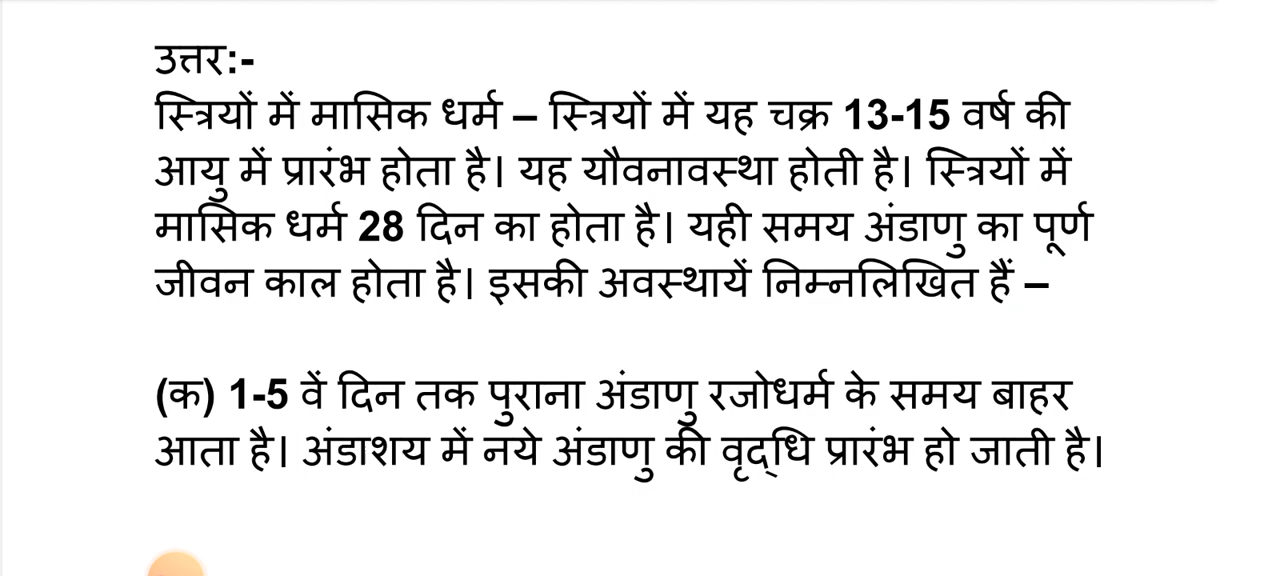 उत्तर:-
स्त्रियों में मासिक धर्म – स्त्रियों में यह चक्र 13-15 वर्ष की
आयु में प्रारंभ होता है। यह यौवनावस्था होती है। स्त्रियों में
मासिक धर्म 28 दिन का होता है। यही समय अंडाणु का पूर्ण
जीवन काल होता है। इसकी अवस्थायें निम्नलिखित हैं –
(क) 1-5 वें दिन तक पुराना अंडाणु रजोधर्म के समय बाहर
आता है। अंडाशय में नये अंडाणु की वृद्धि प्रारंभ हो जाती है।